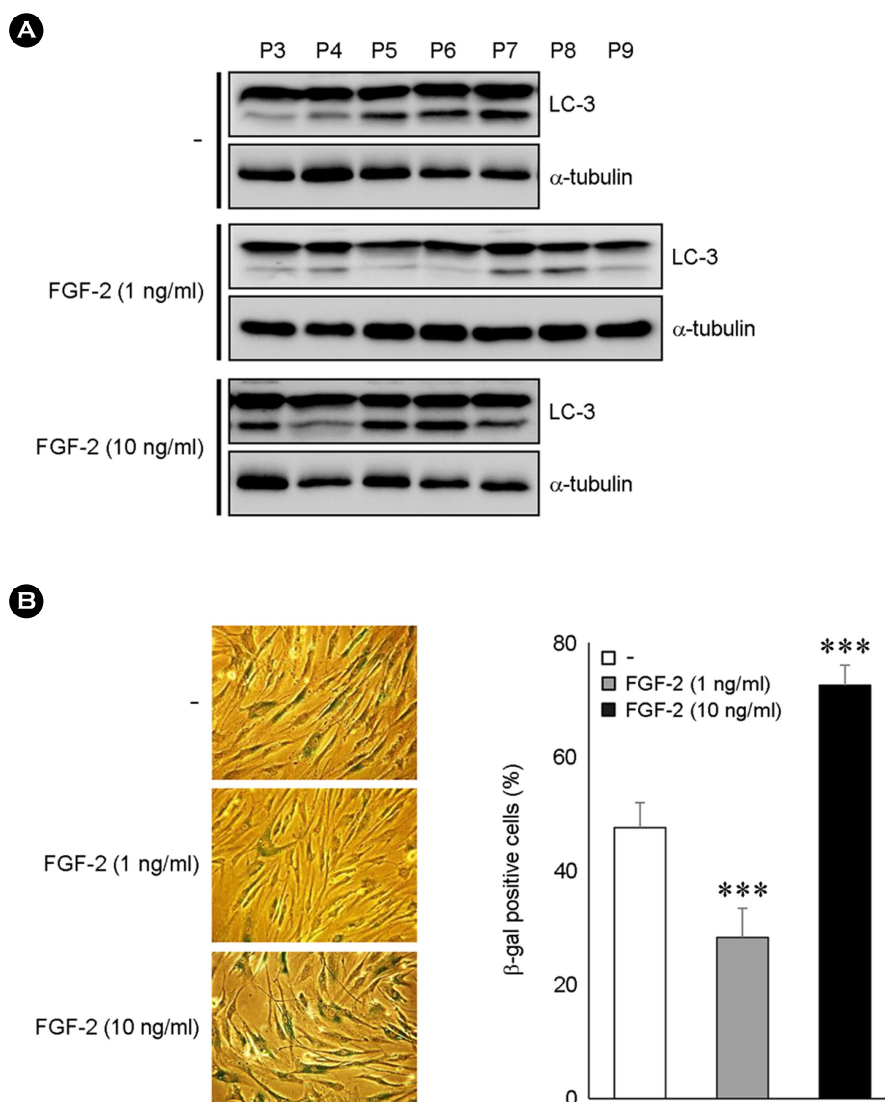 A
P3 P4 P5 P6 P7 P8 P9
-
LC-3
α-tubulin
FGF-2 (1 ng/ml)
LC-3
α-tubulin
FGF-2 (10 ng/ml)
LC-3
α-tubulin
B
-
FGF-2 (1 ng/ml)
FGF-2 (10 ng/ml)
β-gal positive cells (%)
80
60
40
20
0
-
FGF-2 (1 ng/ml)
FGF-2 (10 ng/ml)
***
***